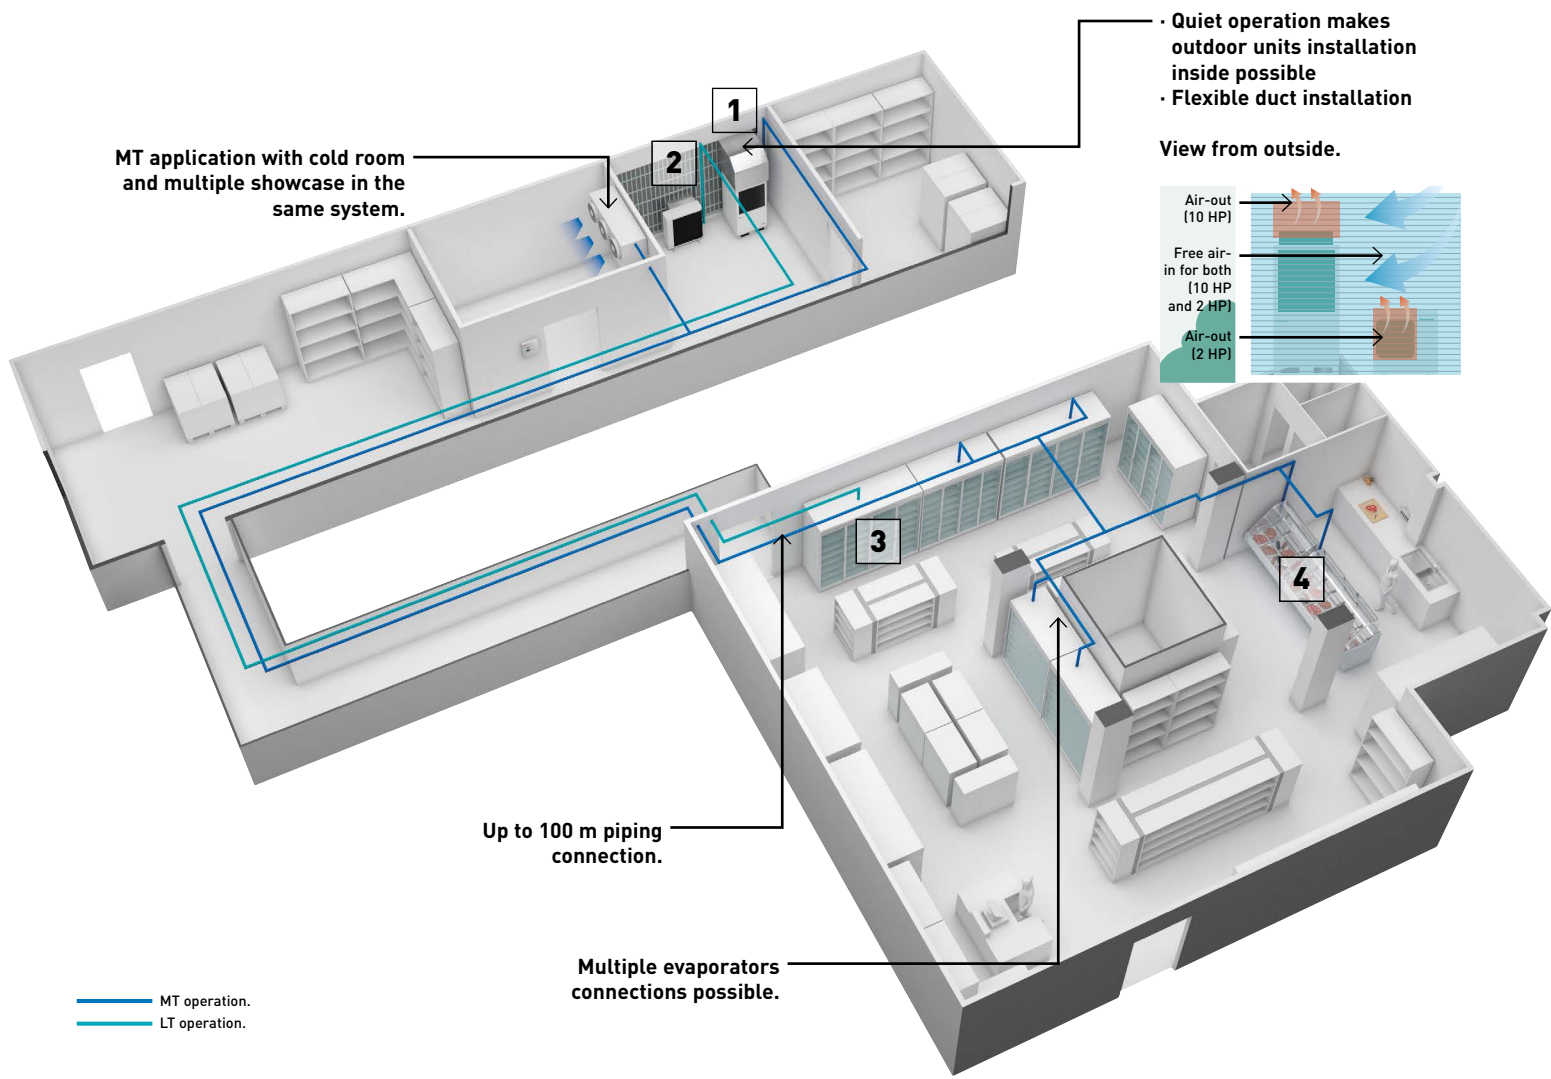 · Quiet operation makes
outdoor units installation
inside possible
· Flexible duct installation
View from outside.
Air-out
(10 HP)
Free air-
in for both
(10 HP
and 2 HP)
Air-out
(2 HP)
1
2
MT application with cold room
and multiple showcase in the
same system.
3
4
Up to 100 m piping
connection.
Multiple evaporators
connections possible.
MT operation.
LT operation.